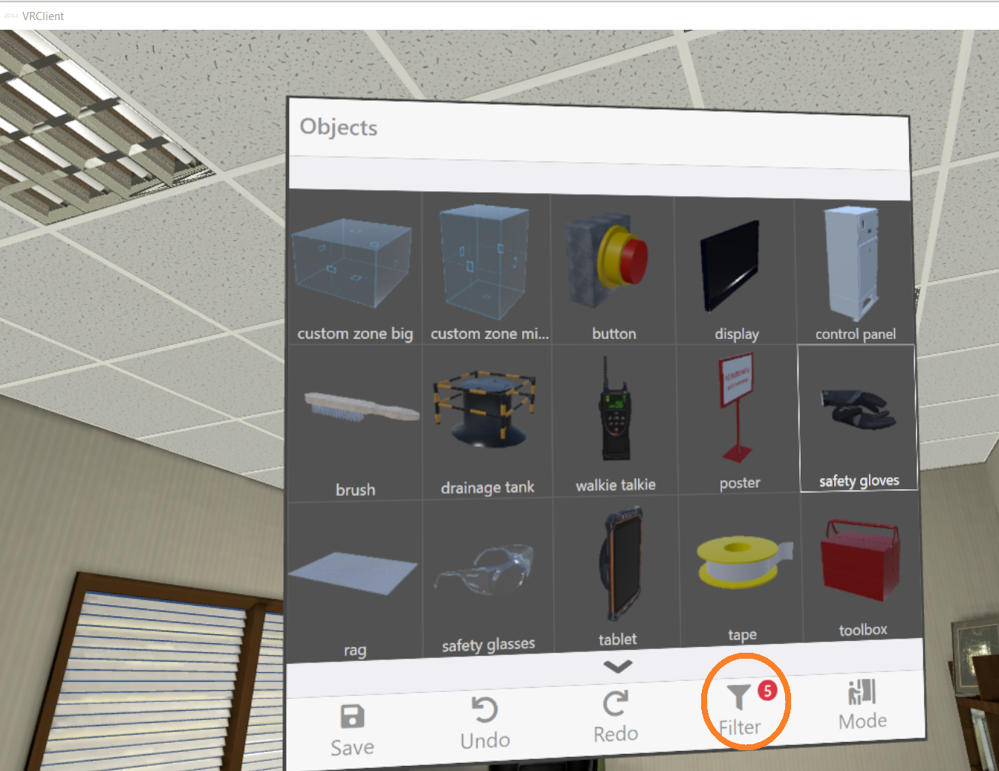 VRClient
Objects
custom zone big
custom zone mi...
button
display
control panel
brush
drainage tank
walkie talkie
poster
safety gloves
rag
safety glasses
tablet
tape
toolbox
Save
Undo
Redo
Filter
5
Mode